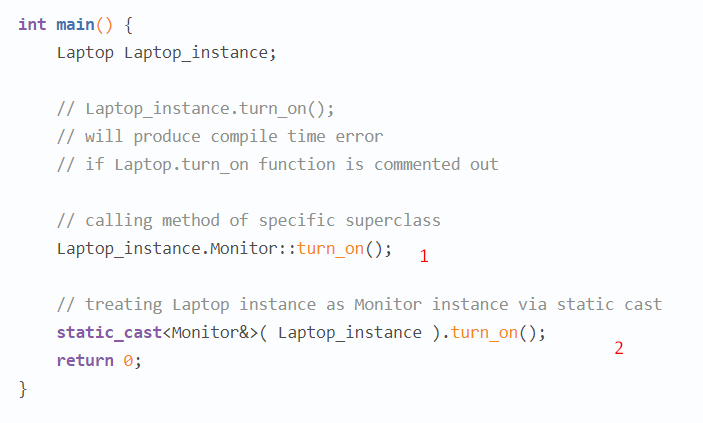 int main() {
Laptop Laptop_instance;
// Laptop_instance.turn_on();
// will produce compile time error
// if Laptop.turn_on function is commented out
// calling method of specific superclass
Laptop_instance.Monitor::turn_on(); 1
// treating Laptop instance as Monitor instance via static cast
static_cast<Monitor&>( Laptop_instance ).turn_on();
2
return 0;
}